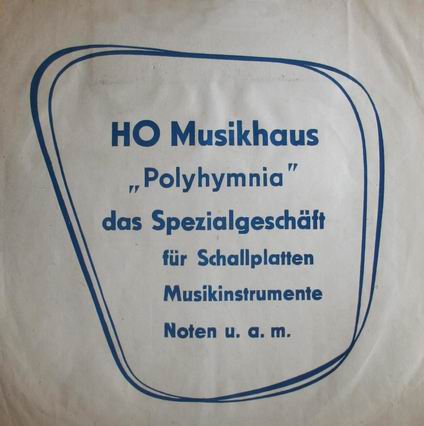 HO Musikhaus
„Polyhymnia"
das Spezialgeschäft
für Schallplatten
Musikinstrumente
Noten u. a. m.